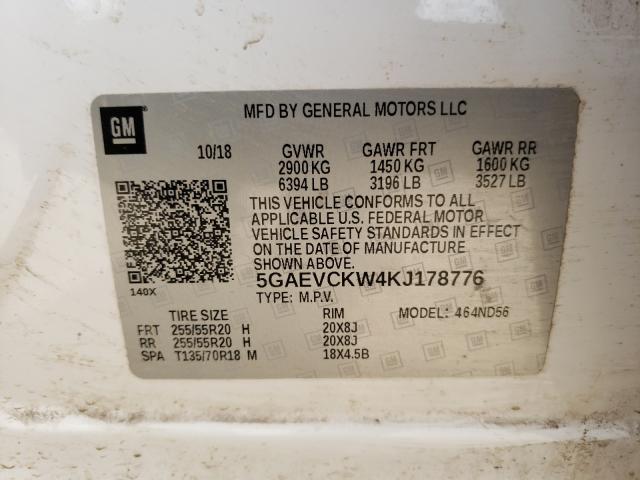 GM
MFD BY GENERAL MOTORS LLC
10/18 GVWR GAWR FRT GAWR RR
2900 KG 1450 KG 1600 KG
6394 LB 3196 LB 3527 LB
THIS VEHICLE CONFORMS TO ALL
APPLICABLE U.S. FEDERAL MOTOR
VEHICLE SAFETY STANDARDS IN EFFECT
ON THE DATE OF MANUFACTURE
SHOWN ABOVE.
140X 5GAEVCKW4KJ178776
TYPE: M.P.V. MODEL: 464ND56
TIRE SIZE RIM
FRT 255/55R20 H 20X8J
RR 255/55R20 H 20X8J
SPA T135/70R18 M 18X4.5B